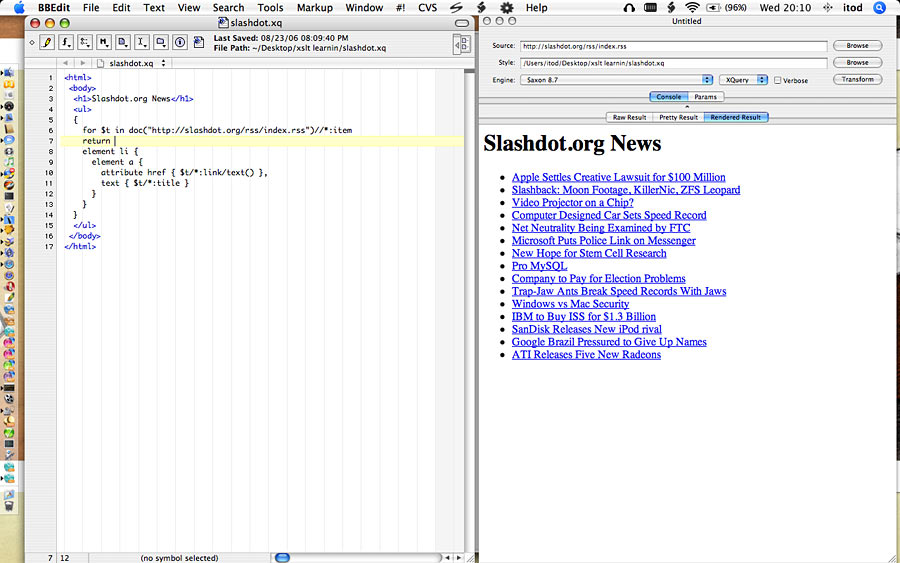 BBEdit File Edit Text View Search Tools Markup Window #! CVS Help (96%) Wed 20:10 itod
slashdot.xq
Last Saved: 08/23/06 08:09:40 PM
File Path: ~/Desktop/xslt learnin/slashdot.xq
slashdot.xq
1 <html>
2 <body>
3 <h1>Slashdot.org News</h1>
4 <ul>
5 {
6 for $t in doc("http://slashdot.org/rss/index.rss")//*:item
7 return
8 element li {
9 element a {
10 attribute href { $t/*:link/text() },
11 text { $t/*:title }
12 }
13 }
14 }
15 </ul>
16 </body>
17 </html>
7 12 (no symbol selected)
Untitled
Source: http://slashdot.org/rss/index.rss Browse
Style: /Users/itod/Desktop/xslt learnin/slashdot.xq Browse
Engine: Saxon 8.7 XQuery Verbose Transform
Console Params
Raw Result Pretty Result Rendered Result
Slashdot.org News
• Apple Settles Creative Lawsuit for $100 Million
• Slashback: Moon Footage, KillerNic, ZFS Leopard
• Video Projector on a Chip?
• Computer Designed Car Sets Speed Record
• Net Neutrality Being Examined by FTC
• Microsoft Puts Police Link on Messenger
• New Hope for Stem Cell Research
• Pro MySQL
• Company to Pay for Election Problems
• Trap-Jaw Ants Break Speed Records With Jaws
• Windows vs Mac Security
• IBM to Buy ISS for $1.3 Billion
• SanDisk Releases New iPod rival
• Google Brazil Pressured to Give Up Names
• ATI Releases Five New Radeons